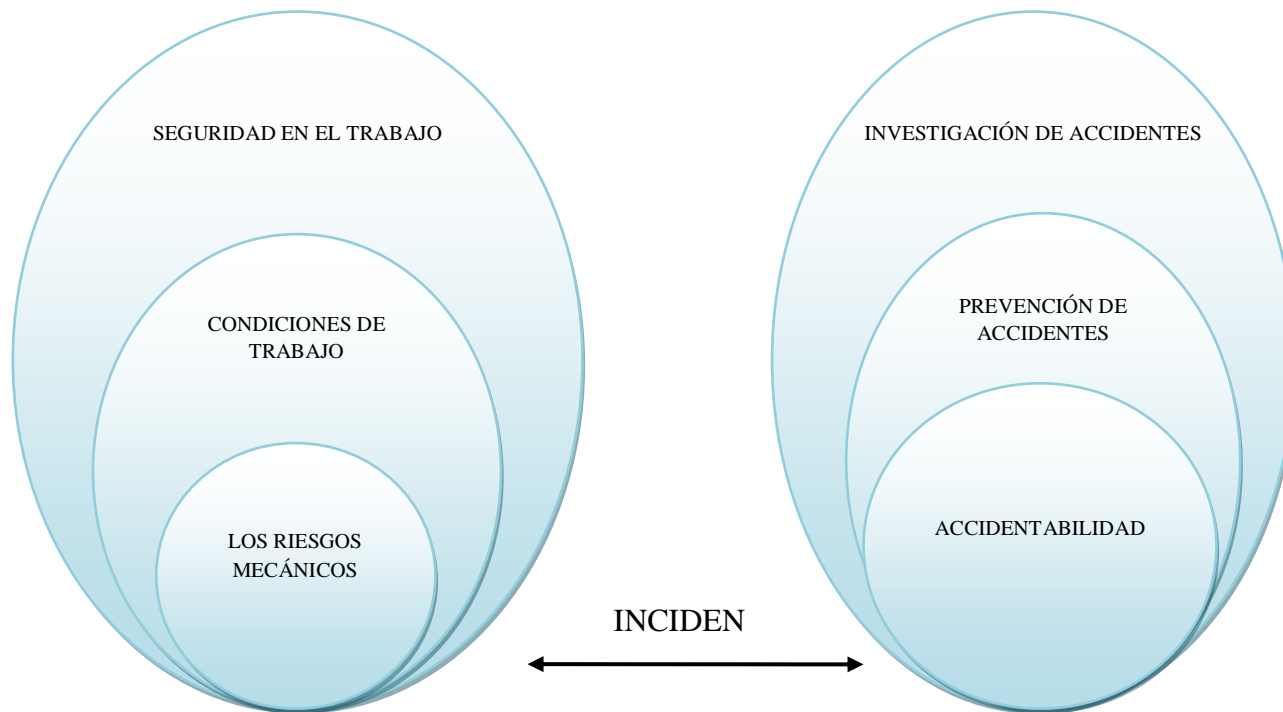 SEGURIDAD EN EL TRABAJO
CONDICIONES DE
TRABAJO
LOS RIESGOS
MECÁNICOS
INCIDEN
INVESTIGACIÓN DE ACCIDENTES
PREVENCIÓN DE
ACCIDENTES
ACCIDENTABILIDAD